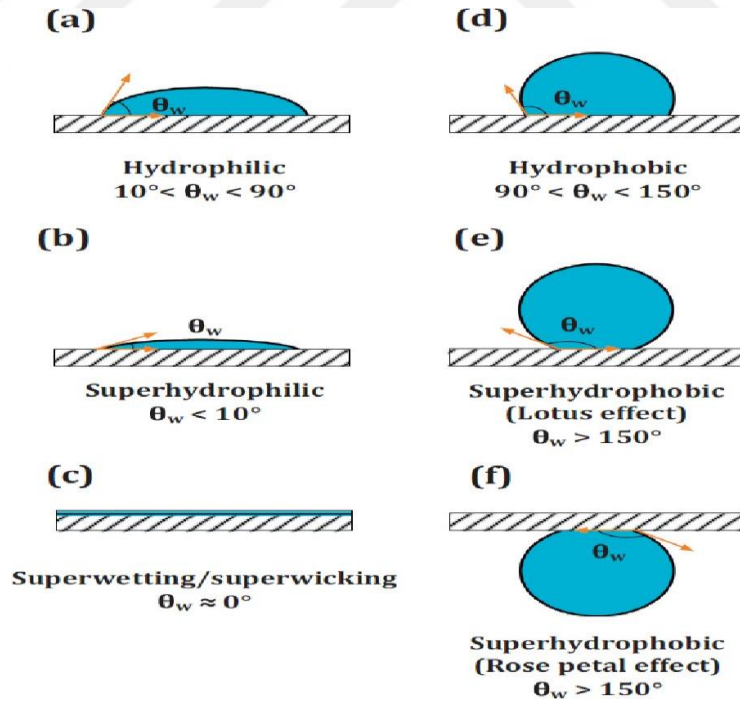 (a)
θw
Hydrophilic
10°< θw < 90°
(b)
θw
Superhydrophilic
θw < 10°
(c)
Superwetting/superwicking
θw ≈ 0°
(d)
θw
Hydrophobic
90° < θw < 150°
(e)
θw
Superhydrophobic
(Lotus effect)
θw > 150°
(f)
θw
Superhydrophobic
(Rose petal effect)
θw > 150°